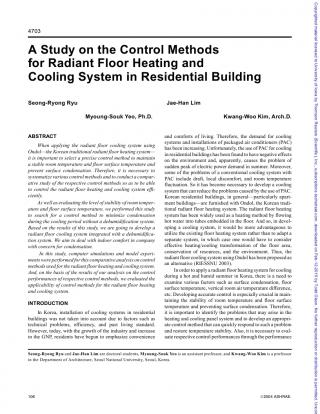 4703
A Study on the Control Methods
for Radiant Floor Heating and
Cooling System in Residential Building
Seong-Ryong Ryu Jae-Han Lim
Myoung-Souk Yeo, Ph.D. Kwang-Woo Kim, Arch.D.
ABSTRACT
When applying the radiant floor cooling system using
Ondol—the Korean traditional radiant floor heating system—
it is important to select a precise control method to maintain
a stable room temperature and floor surface temperature and
prevent surface condensation. Therefore, it is necessary to
systematize various control methods and to conduct a compar-
ative study of the respective control methods so as to be able
to control the radiant floor heating and cooling system effi-
ciently.
As well as evaluating the level of stability of room temper-
ature and floor surface temperature, we performed this study
to search for a control method to minimize condensation
during the cooling period without a dehumidification system.
Based on the results of this study, we are going to develop a
radiant floor cooling system integrated with a dehumidifica-
tion system. We aim to deal with indoor comfort in company
with concern for condensation.
In this study, computer simulations and model experi-
ments were performed for this comparative analysis on control
methods used for the radiant floor heating and cooling system.
And, on the basis of the results of our analysis on the control
performances of respective control methods, we evaluated the
applicability of control methods for the radiant floor heating
and cooling system.
INTRODUCTION
In Korea, installation of cooling systems in residential
buildings was not taken into account due to factors such as
technical problems, efficiency, and past living standard.
However, today, with the growth of industry and increase
in the GNP, residents have begun to emphasize convenience
and comforts of living. Therefore, the demand for cooling
systems and installations of packaged air conditioners (PAC)
has been increasing. Unfortunately, the use of PAC for cooling
in residential buildings has been found to have negative effects
on the environment and, apparently, causes the problem of
sudden peak of electric power demand in summer. Moreover,
some of the problems of a conventional cooling system with
PAC include draft, local discomfort, and room temperature
fluctuation. So it has become necessary to develop a cooling
system that can reduce the problems caused by the use of PAC.
Korean residential buildings, in general—particularly apart-
ment buildings—are furnished with Ondol, the Korean tradi-
tional radiant floor heating system. The radiant floor heating
system has been widely used as a heating method by flowing
hot water into tubes embedded in the floor. And so, in devel-
oping a cooling system, it would be more advantageous to
utilize the existing floor heating system rather than to adapt a
separate system, in which case one would have to consider
effective heating/cooling transformation of the floor area,
conservation of resources, and the environment. Thus, the
radiant floor cooling system using Ondol has been proposed as
an alternative (RIESSNU 2003).
In order to apply a radiant floor heating system for cooling
during a hot and humid summer in Korea, there is a need to
examine various factors such as surface condensation, floor
surface temperature, vertical room air temperature difference,
etc. Developing accurate control is especially crucial in main-
taining the stability of room temperature and floor surface
temperature and preventing surface condensation. Therefore,
it is important to identify the problems that may arise in the
heating and cooling panel system and to develop an appropri-
ate control method that can quickly respond to such a problem
and restore temperature stability. Also, it is necessary to eval-
uate respective control performances through the performance
Seong-Ryong Ryu and Jae-Han Lim are doctoral students, Myoung-Souk Yeo is an assistant professor, and Kwang-Woo Kim is a professor
in the Department of Architecture, Seoul National University, Seoul, Korea.
106 ©2004 ASHRAE.